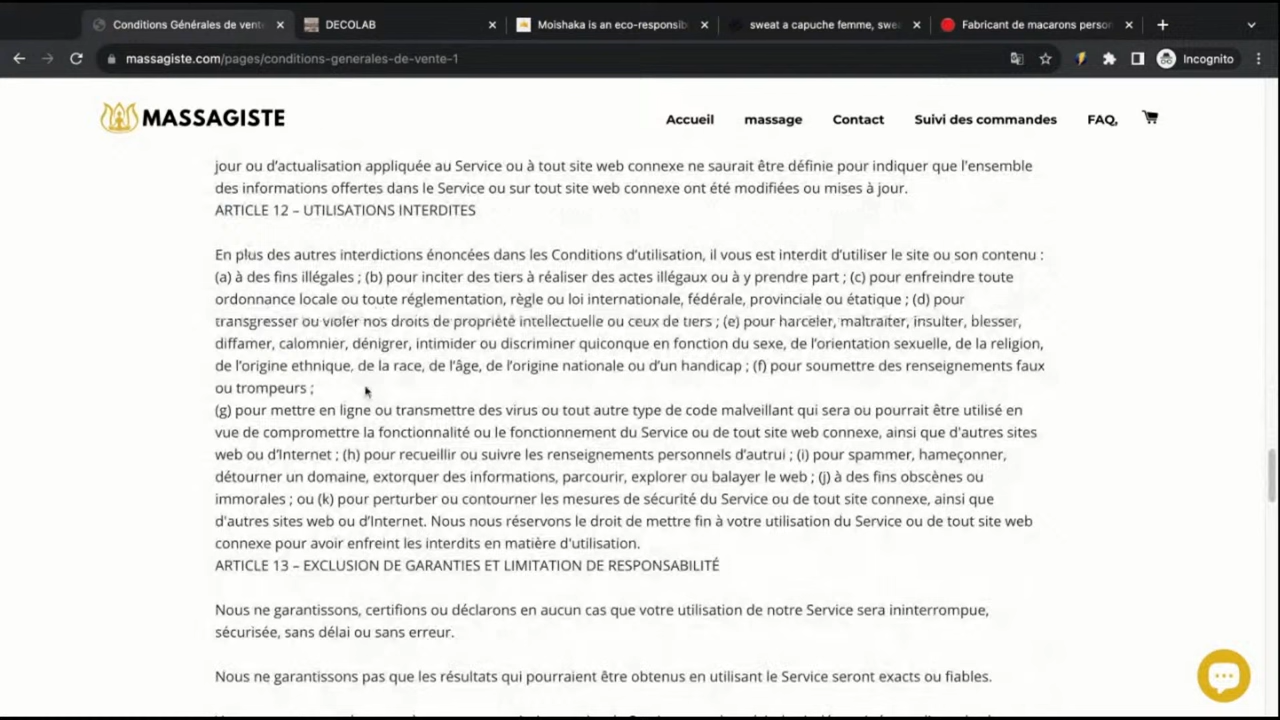 Conditions Générales de vent
DECOLAB
Moishaka is an eco-responsib
sweat a capuche femme, swe
Fabricant de macarons perso
massagiste.com/pages/conditions-generales-de-vente-1
Incognito
MASSAGISTE
Accueil
massage
Contact
Suivi des commandes
FAQ,
jour ou d'actualisation appliquée au Service ou à tout site web connexe ne saurait être définie pour indiquer que l'ensemble
des informations offertes dans le Service ou sur tout site web connexe ont été modifiées ou mises à jour.
ARTICLE 12 – UTILISATIONS INTERDITES
En plus des autres interdictions énoncées dans les Conditions d'utilisation, il vous est interdit d'utiliser le site ou son contenu :
(a) à des fins illégales ; (b) pour inciter des tiers à réaliser des actes illégaux ou à y prendre part ; (c) pour enfreindre toute
ordonnance locale ou toute réglementation, règle ou loi internationale, fédérale, provinciale ou étatique ; (d) pour
transgresser ou violer nos droits de propriété intellectuelle ou ceux de tiers ; (e) pour harceler, maltraiter, insulter, blesser,
diffamer, calomnier, dénigrer, intimider ou discriminer quiconque en fonction du sexe, de l'orientation sexuelle, de la religion,
de l'origine ethnique, de la race, de l'âge, de l'origine nationale ou d'un handicap ; (f) pour soumettre des renseignements faux
ou trompeurs ;
(g) pour mettre en ligne ou transmettre des virus ou tout autre type de code malveillant qui sera ou pourrait être utilisé en
vue de compromettre la fonctionnalité ou le fonctionnement du Service ou de tout site web connexe, ainsi que d'autres sites
web ou d'Internet ; (h) pour recueillir ou suivre les renseignements personnels d'autrui ; (i) pour spammer, hameçonner,
détourner un domaine, extorquer des informations, parcourir, explorer ou balayer le web ; (j) à des fins obscènes ou
immorales ; ou (k) pour perturber ou contourner les mesures de sécurité du Service ou de tout site connexe, ainsi que
d'autres sites web ou d'Internet. Nous nous réservons le droit de mettre fin à votre utilisation du Service ou de tout site web
connexe pour avoir enfreint les interdits en matière d'utilisation.
ARTICLE 13 – EXCLUSION DE GARANTIES ET LIMITATION DE RESPONSABILITÉ
Nous ne garantissons, certifions ou déclarons en aucun cas que votre utilisation de notre Service sera ininterrompue,
sécurisée, sans délai ou sans erreur.
Nous ne garantissons pas que les résultats qui pourraient être obtenus en utilisant le Service seront exacts ou fiables.